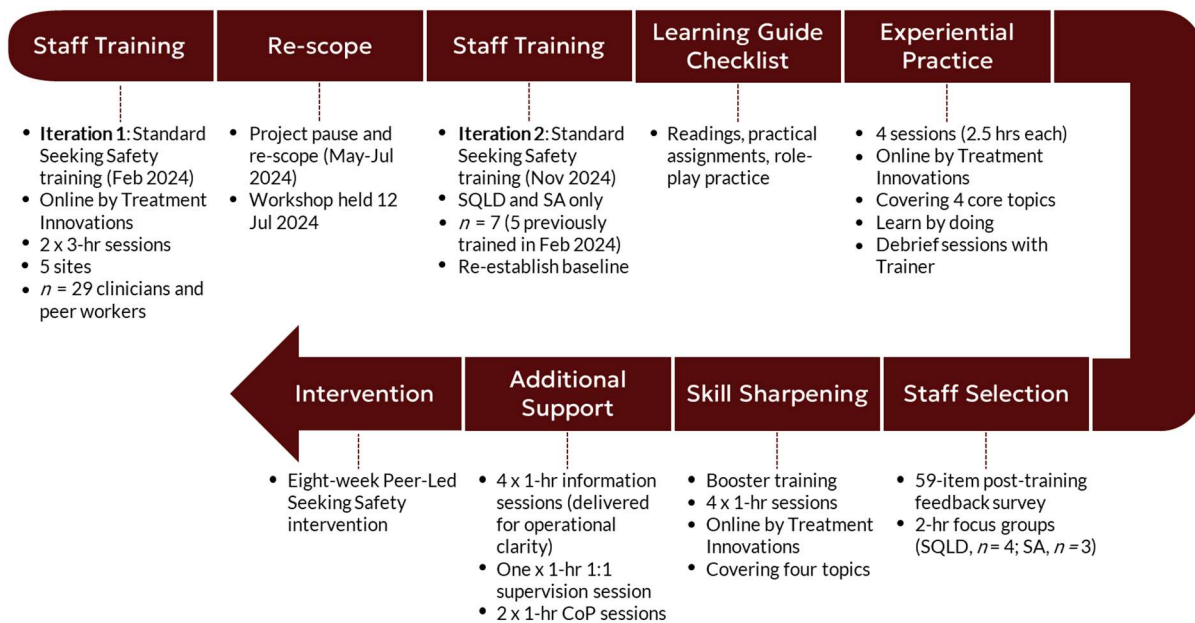 Staff Training
Re-scope
Staff Training
Learning Guide
Checklist
Experiential
Practice
• Iteration 1: Standard
Seeking Safety
training (Feb 2024)
• Online by Treatment
Innovations
• 2 x 3-hr sessions
• 5 sites
• n = 29 clinicians and
peer workers
• Project pause and
re-scope (May-Jul
2024)
• Workshop held 12
Jul 2024
• Iteration 2: Standard
Seeking Safety
training (Nov 2024)
• SQLD and SA only
• n = 7 (5 previously
trained in Feb 2024)
• Re-establish baseline
• Readings, practical
assignments, role-
play practice
• 4 sessions (2.5 hrs each)
• Online by Treatment
Innovations
• Covering 4 core topics
• Learn by doing
• Debrief sessions with
Trainer
Staff Selection
Skill Sharpening
Additional
Support
Intervention
• 59-item post-training
feedback survey
• 2-hr focus groups
(SQLD, n = 4; SA, n = 3)
• Booster training
• 4 x 1-hr sessions
• Online by Treatment
Innovations
• Covering four topics
• 4 x 1-hr information
sessions (delivered
for operational
clarity)
• One x 1-hr 1:1
supervision session
• 2 x 1-hr CoP sessions
• Eight-week Peer-Led
Seeking Safety
intervention